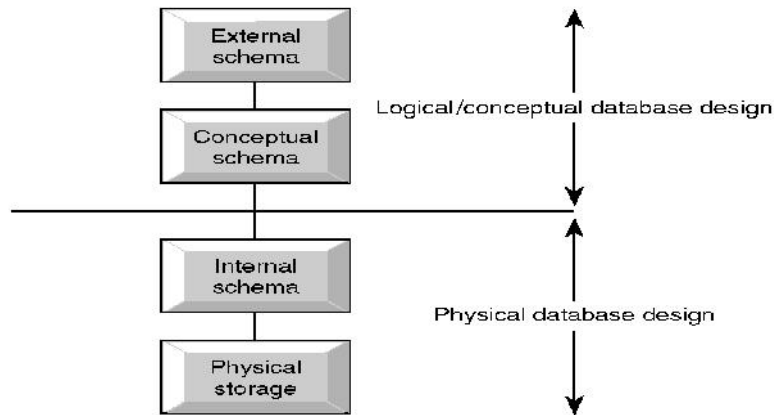 External
schema
Logical/conceptual database design
Conceptual
schema
Internal
schema
Physical database design
Physical
storage